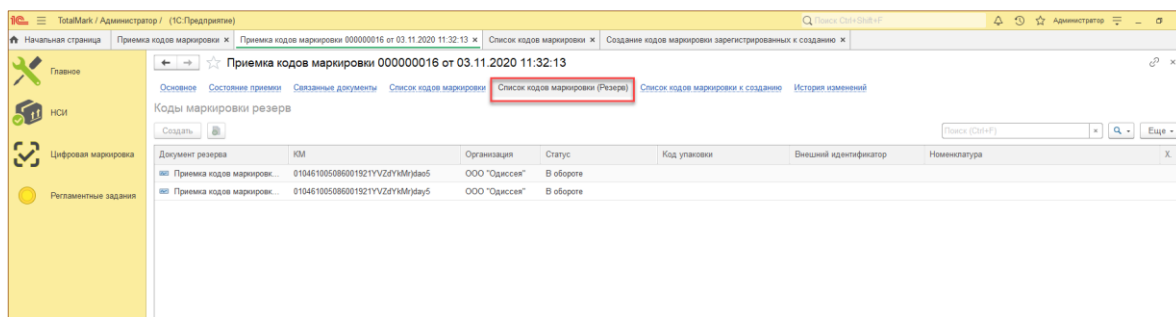 1С TotalMark / Администратор / (1С:Предприятие) Поиск Ctrl+Shift+F Администратор
Начальная страница Приемка кодов маркировки × Приемка кодов маркировки 000000016 от 03.11.2020 11:32:13 × Список кодов маркировки × Создание кодов маркировки зарегистрированных к созданию ×
Главное
НСИ
Цифровая маркировка
Регламентные задания
Приемка кодов маркировки 000000016 от 03.11.2020 11:32:13
Основное Состояние приемки Связанные документы Список кодов маркировки Список кодов маркировки (Резерв) Список кодов маркировки к созданию История изменений
Коды маркировки резерв
Создать Поиск (Ctrl+F) × Еще
Документ резерва КМ Организация Статус Код упаковки Внешний идентификатор Номенклатура Х.
Приемка кодов маркировк... 010461005086001921YVZdYkMr)dao5 ООО "Одиссея" В обороте
Приемка кодов маркировк... 010461005086001921YVZdYkMr)day5 ООО "Одиссея" В обороте